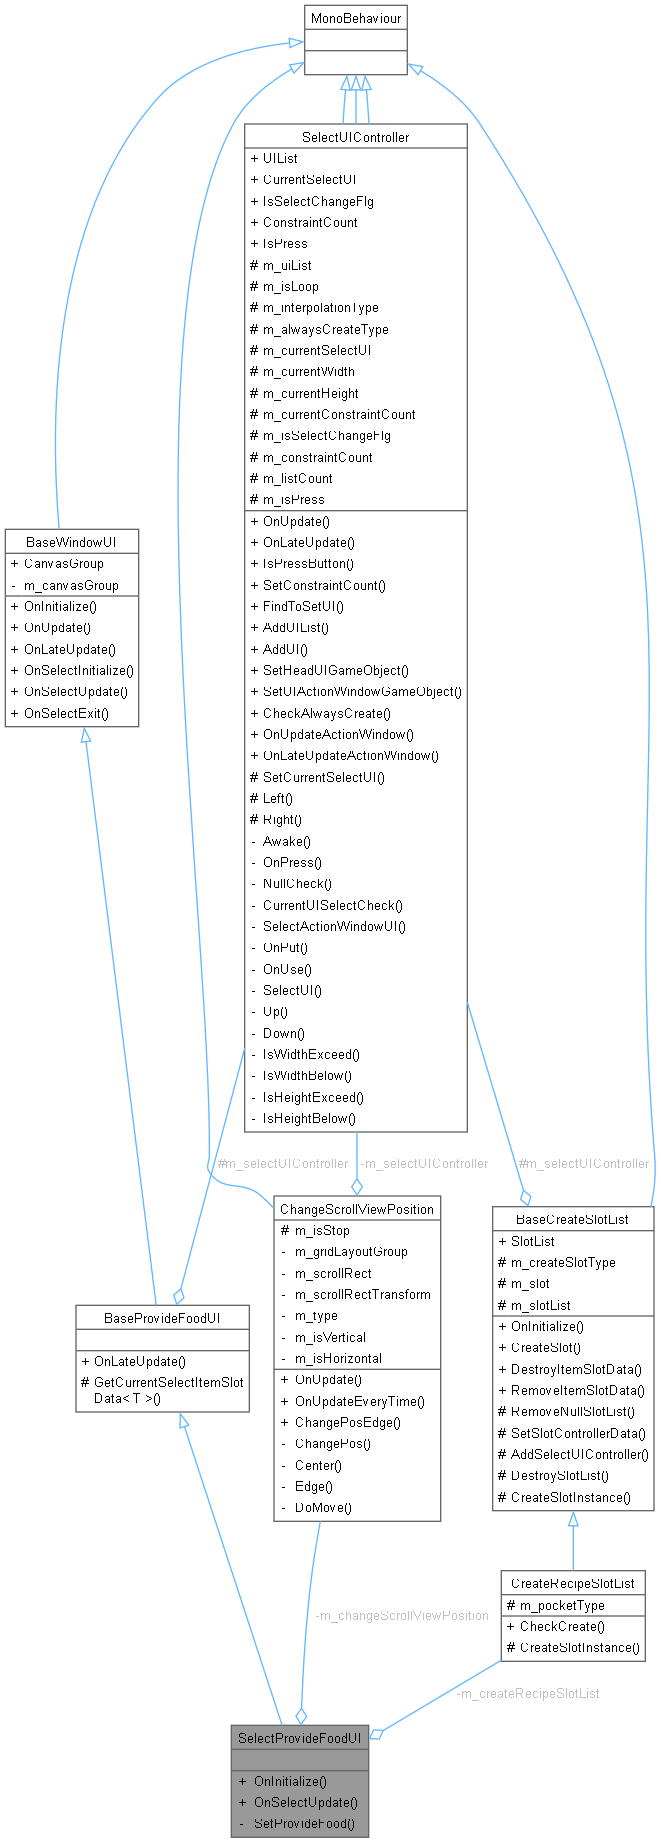 MonoBehaviour
SelectUIController
+ UIList
+ CurrentSelectUI
+ IsSelectChangeFlg
+ ConstraintCount
+ IsPress
# m_uiList
# m_isLoop
# m_interpolationType
# m_alwaysCreateType
# m_currentSelectUI
# m_currentWidth
# m_currentHeight
# m_currentConstraintCount
# m_isSelectChangeFlg
# m_constraintCount
# m_listCount
# m_isPress
+ OnUpdate()
+ OnLateUpdate()
+ IsPressButton()
+ SetConstraintCount()
+ FindToSetUI()
+ AddUIList()
+ AddUI()
+ SetHeadUIGameObject()
+ SetUIActionWindowGameObject()
+ CheckAlwaysCreate()
+ OnUpdateActionWindow()
+ OnLateUpdateActionWindow()
# SetCurrentSelectUI()
# Left()
# Right()
- Awake()
- OnPress()
- NullCheck()
- CurrentUISelectCheck()
- SelectActionWindowUI()
- OnPut()
- OnUse()
- SelectUI()
- Up()
- Down()
- IsWidthExceed()
- IsWidthBelow()
- IsHeightExceed()
- IsHeightBelow()
BaseWindowUI
+ CanvasGroup
- m_canvasGroup
+ OnInitialize()
+ OnUpdate()
+ OnLateUpdate()
+ OnSelectInitialize()
+ OnSelectUpdate()
+ OnSelectExit()
#m_selectUIController
-m_selectUIController
#m_selectUIController
ChangeScrollViewPosition
# m_isStop
- m_gridLayoutGroup
- m_scrollRect
- m_scrollRectTransform
- m_type
- m_isVertical
- m_isHorizontal
+ OnUpdate()
+ OnUpdateEveryTime()
+ ChangePosEdge()
- ChangePos()
- Center()
- Edge()
- DoMove()
BaseCreateSlotList
+ SlotList
# m_createSlotType
# m_slot
# m_slotList
+ OnInitialize()
+ CreateSlot()
+ DestroyItemSlotData()
+ RemoveItemSlotData()
# RemoveNullSlotList()
# SetSlotControllerData()
# AddSelectUIController()
# DestroySlotList()
# CreateSlotInstance()
BaseProvideFoodUI
+ OnLateUpdate()
# GetCurrentSelectItemSlot
Data< T >()
CreateRecipeSlotList
# m_pocketType
+ CheckCreate()
# CreateSlotInstance()
-m_changeScrollViewPosition
-m_createRecipeSlotList
SelectProvideFoodUI
+ OnInitialize()
+ OnSelectUpdate()
- SetProvideFood()